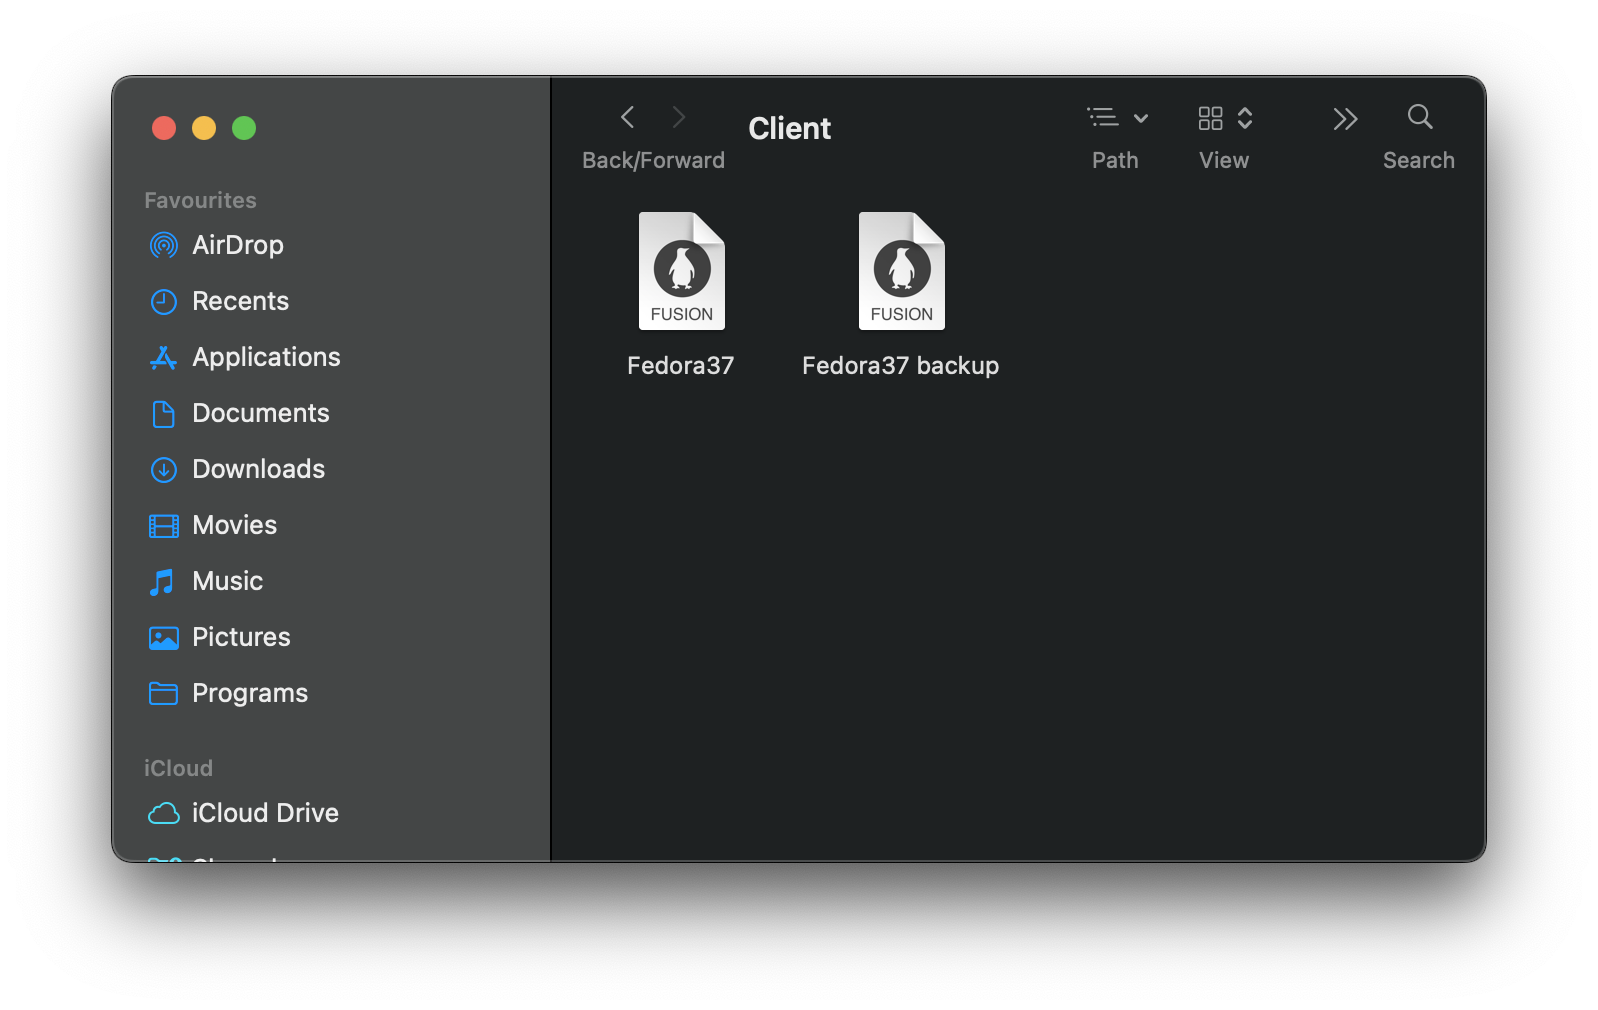 Favourites
AirDrop
Recents
Applications
Documents
Downloads
Movies
Music
Pictures
Programs
iCloud
iCloud Drive
Client
Back/Forward
Path
View
Search
FUSION
FUSION
Fedora37
Fedora37 backup